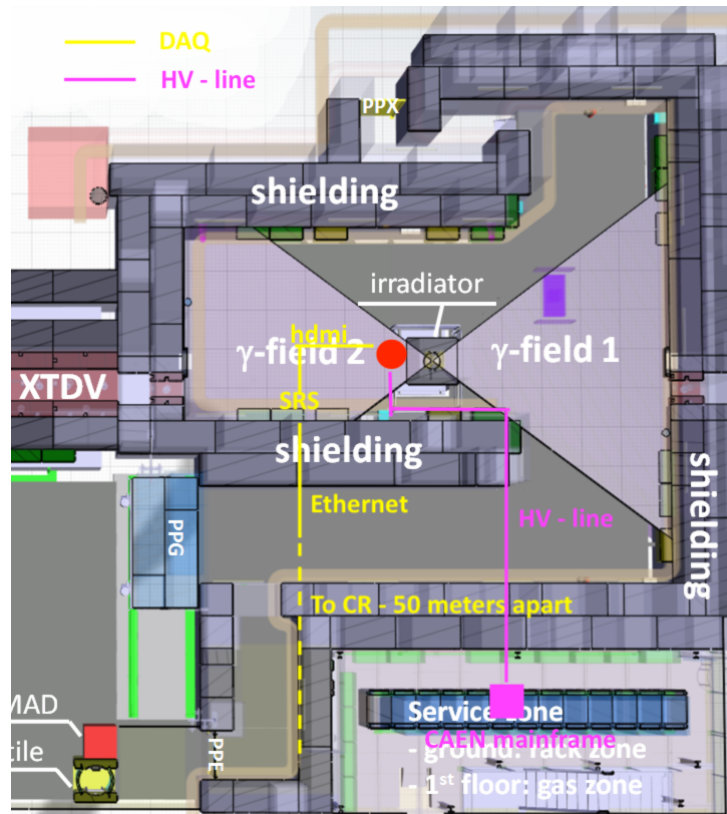 DAQ
HV - line
PPX
shielding
irradiator
hdmi
γ-field 2
γ-field 1
XTDV
SRS
shielding
shielding
Ethernet
HV - line
PPG
To CR - 50 meters apart
MAD
tile
PPE
Service zone
CAEN mainframe
- ground: rack zone
- 1st floor: gas zone